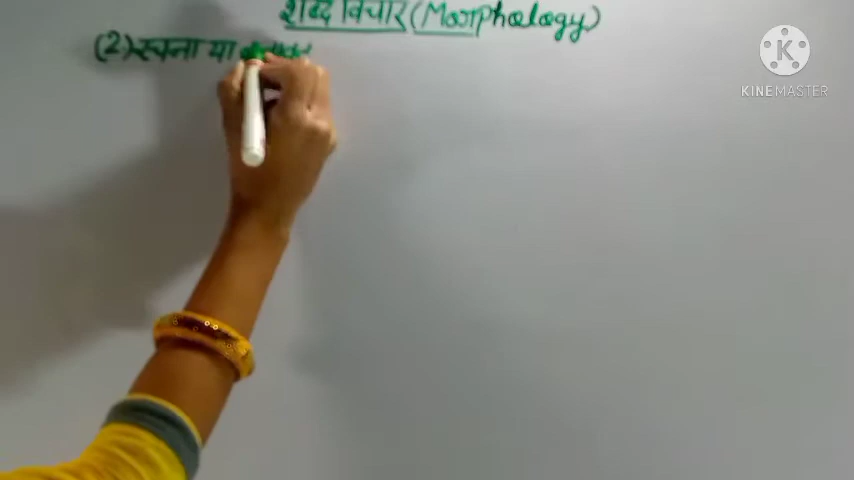 शब्द विचार (Morphology)
(2) रचना या
KINEMASTER